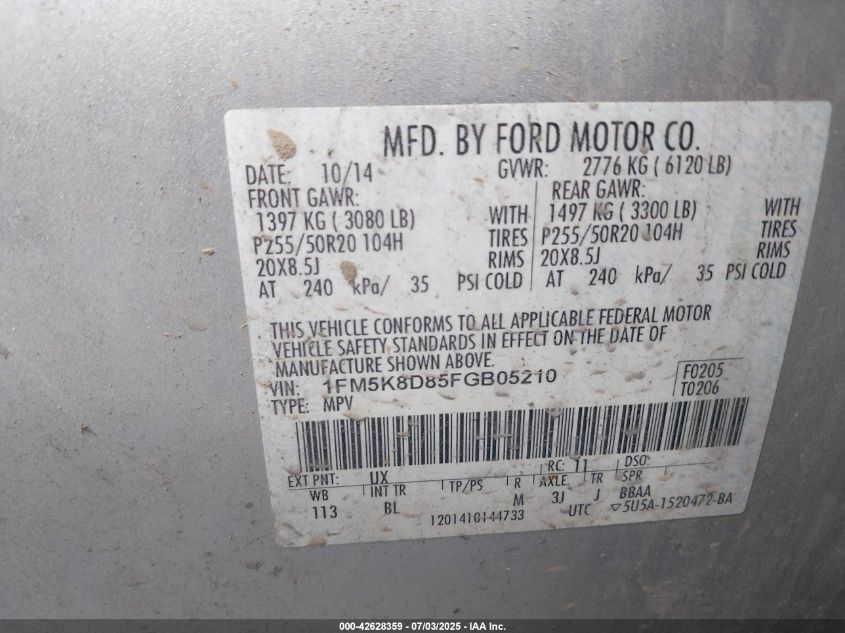 MFD. BY FORD MOTOR CO.
DATE: 10/14 GVWR: 2776 KG ( 6120 LB)
FRONT GAWR: REAR GAWR:
1397 KG ( 3080 LB) WITH 1497 KG ( 3300 LB) WITH
P255/50R20 104H TIRES P255/50R20 104H TIRES
20X8.5J RIMS 20X8.5J RIMS
AT 240 kPa/ 35 PSI COLD AT 240 kPa/ 35 PSI COLD
THIS VEHICLE CONFORMS TO ALL APPLICABLE FEDERAL MOTOR
VEHICLE SAFETY STANDARDS IN EFFECT ON THE DATE OF
MANUFACTURE SHOWN ABOVE.
VIN: 1FM5K8D85FGB05210 F0205
TYPE: MPV T0206
EXT PNT: UX RC: 11 DSO:
WB INT TR TP/PS R AXLE TR SPR
113 BL M 3J J BBAA
1201410144733 UTC ▽5U5A-1520472-BA
000-42628359 - 07/03/2025 - IAA Inc.